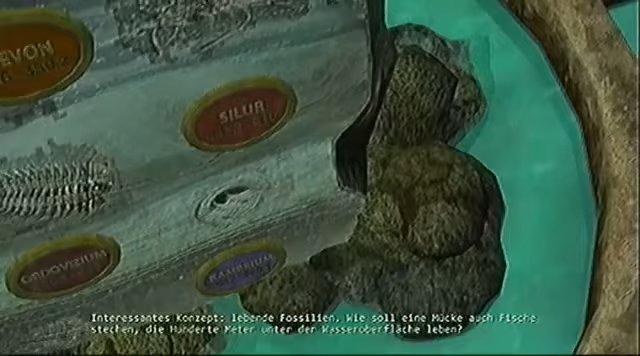 EVON
SILUR
ORDOVIZIUM
KAMBRIUM
Interessantes Konzept: lebende Fossilien. Wie soll eine Mücke auch Fische
stechen, die Hunderte Meter unter der Wasseroberfläche leben?